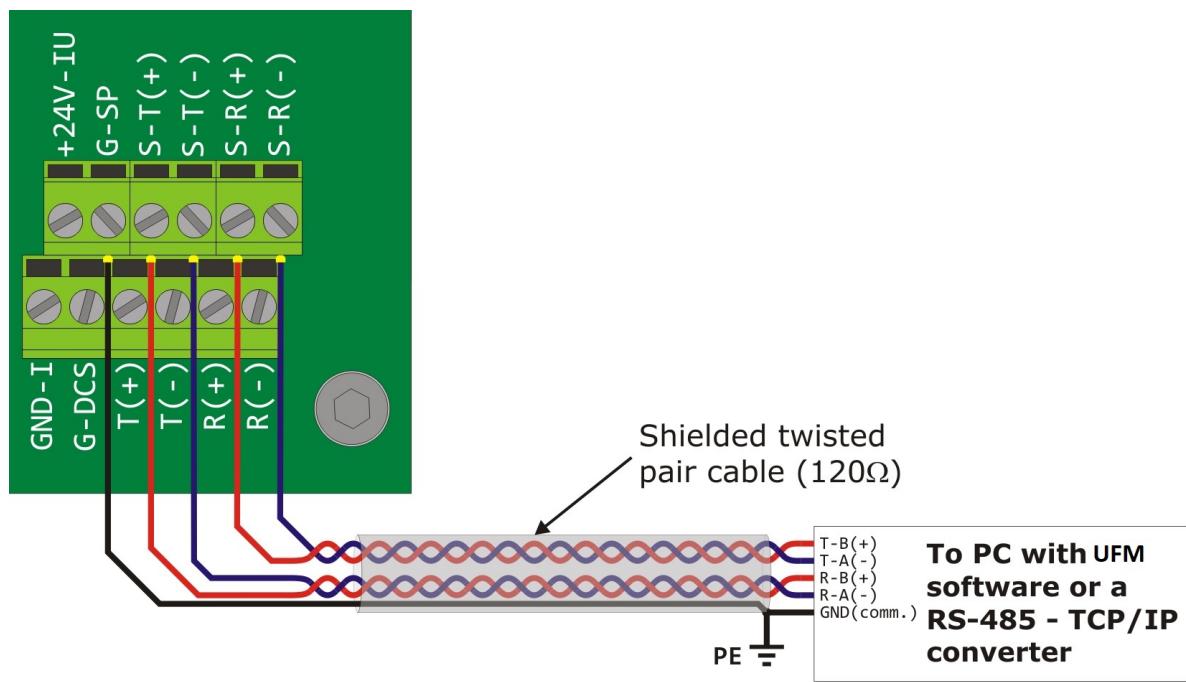 +24V-IU
G-SP
S-T(+)
S-T(-)
S-R(+)
S-R(-)
GND-I
G-DCS
T(+)
T(-)
R(+)
R(-)
Shielded twisted
pair cable (120Ω)
T-B(+)
T-A(-)
R-B(+)
R-A(-)
GND(comm.)
To PC with UFM
software or a
RS-485 - TCP/IP
converter
PE